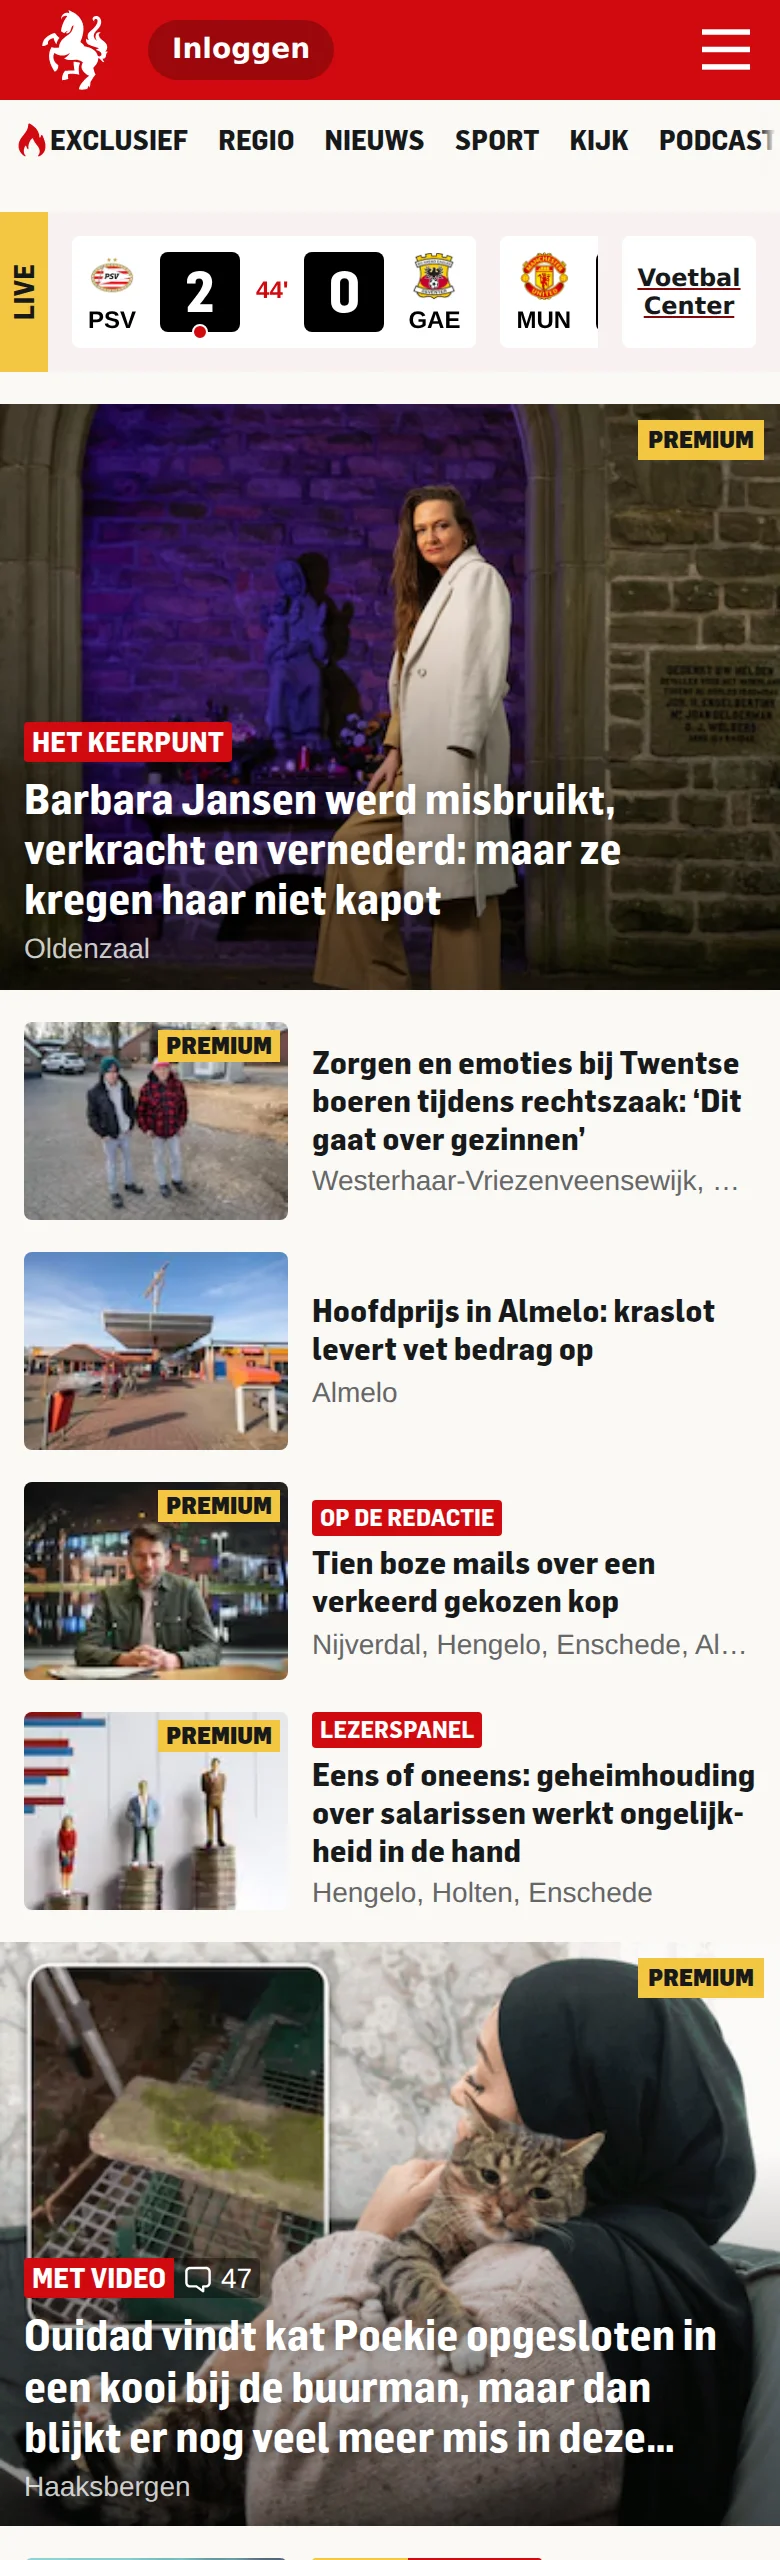 Inloggen
EXCLUSIEF REGIO NIEUWS SPORT KIJK PODCAST
LIVE
PSV
PSV 2 44' 0 GAE
MUN
Voetbal
Center
PREMIUM
HET KEERPUNT
Barbara Jansen werd misbruikt,
verkracht en vernederd: maar ze
kregen haar niet kapot
Oldenzaal
PREMIUM
Zorgen en emoties bij Twentse
boeren tijdens rechtszaak: ‘Dit
gaat over gezinnen’
Westerhaar-Vriezenveensewijk, …
Hoofdprijs in Almelo: kraslot
levert vet bedrag op
Almelo
PREMIUM
OP DE REDACTIE
Tien boze mails over een
verkeerd gekozen kop
Nijverdal, Hengelo, Enschede, Al…
PREMIUM
LEZERSPANEL
Eens of oneens: geheimhouding
over salarissen werkt ongelijk-
heid in de hand
Hengelo, Holten, Enschede
PREMIUM
MET VIDEO 47
Ouidad vindt kat Poekie opgesloten in
een kooi bij de buurman, maar dan
blijkt er nog veel meer mis in deze...
Haaksbergen